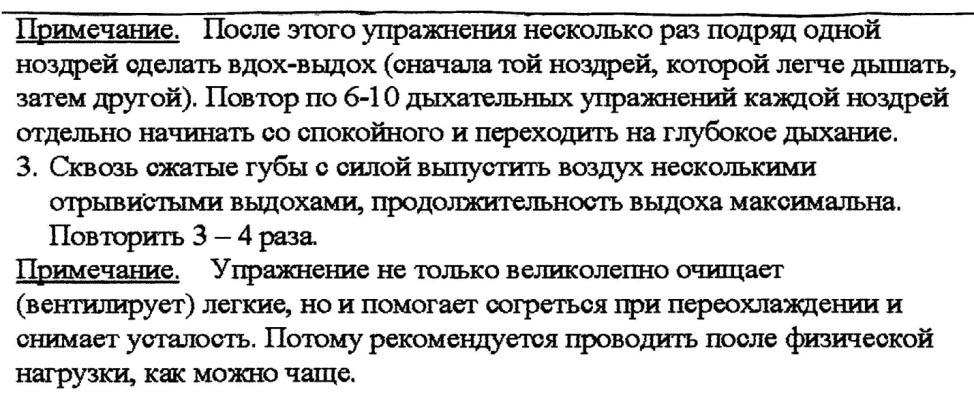 Примечание. После этого упражнения несколько раз подряд одной
ноздрей сделать вдох-выдох (сначала той ноздрей, которой легче дышать,
затем другой). Повтор по 6-10 дыхательных упражнений каждой ноздрей
отдельно начинать со спокойного и переходить на глубокое дыхание.
3. Сквозь сжатые губы с силой выпустить воздух несколькими
отрывистыми выдохами, продолжительность выдоха максимальна.
Повторить 3 – 4 раза.
Примечание. Упражнение не только великолепно очищает
(вентилирует) легкие, но и помогает согреться при переохлаждении и
снимает усталость. Потому рекомендуется проводить после физической
нагрузки, как можно чаще.